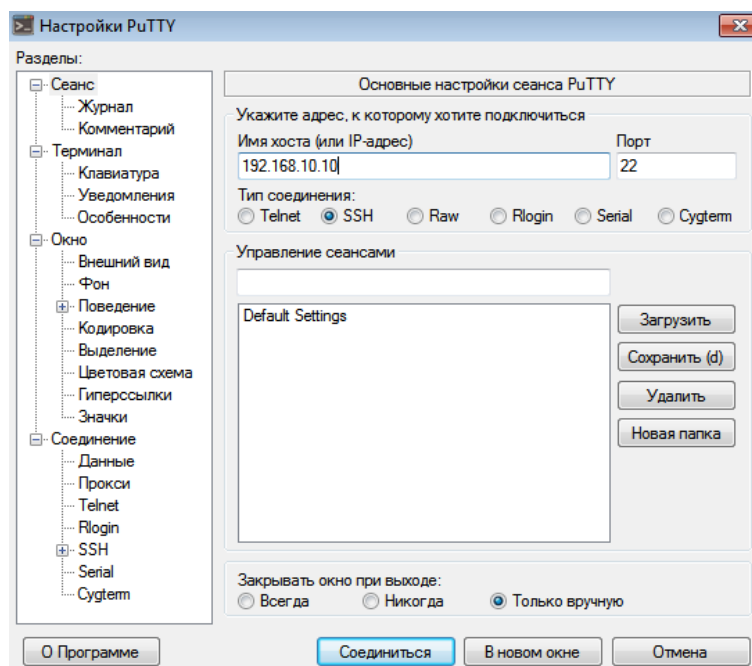 Настройки PuTTY
Разделы:
Сеанс
Журнал
Комментарий
Терминал
Клавиатура
Уведомления
Особенности
Окно
Внешний вид
Фон
Поведение
Кодировка
Выделение
Цветовая схема
Гиперссылки
Значки
Соединение
Данные
Прокси
Telnet
Rlogin
SSH
Serial
Cygterm
Основные настройки сеанса PuTTY
Укажите адрес, к которому хотите подключиться
Имя хоста (или IP-адрес) Порт
192.168.10.10 22
Тип соединения:
Telnet SSH Raw Rlogin Serial Cygterm
Управление сеансами
Default Settings
Загрузить
Сохранить (d)
Удалить
Новая папка
Закрывать окно при выходе:
Всегда Никогда Только вручную
О Программе Соединиться В новом окне Отмена